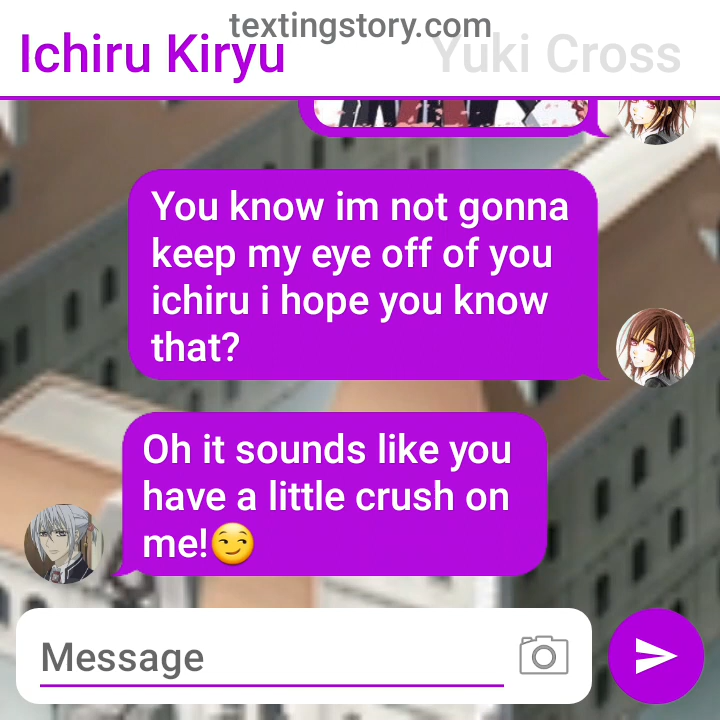 textingstory.com
Ichiru Kiryu
Yuki Cross
You know im not gonna
keep my eye off of you
ichiru i hope you know
that?
Oh it sounds like you
have a little crush on
me!😏
Message